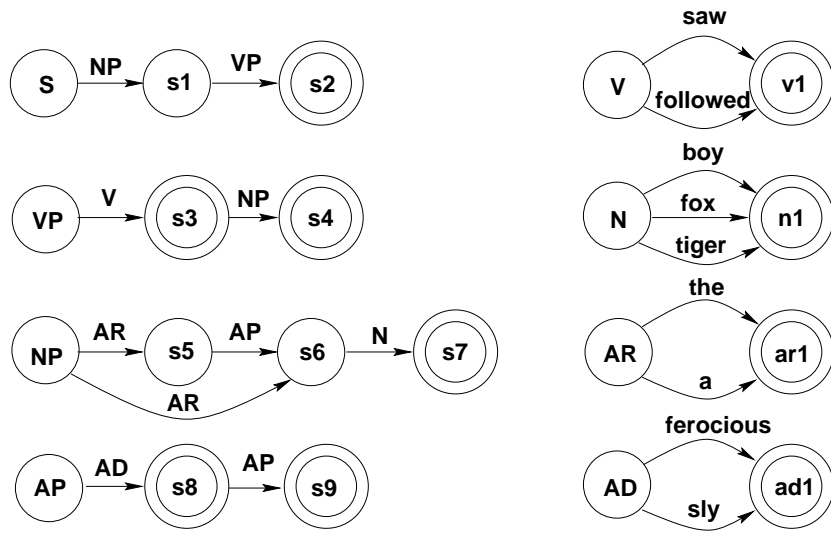 S NP s1 VP s2
VP V s3 NP s4
NP AR s5 AP s6 N s7
AR
AP AD s8 AP s9
saw
V followed v1
boy
N fox n1
tiger
the
AR a ar1
ferocious
AD sly ad1